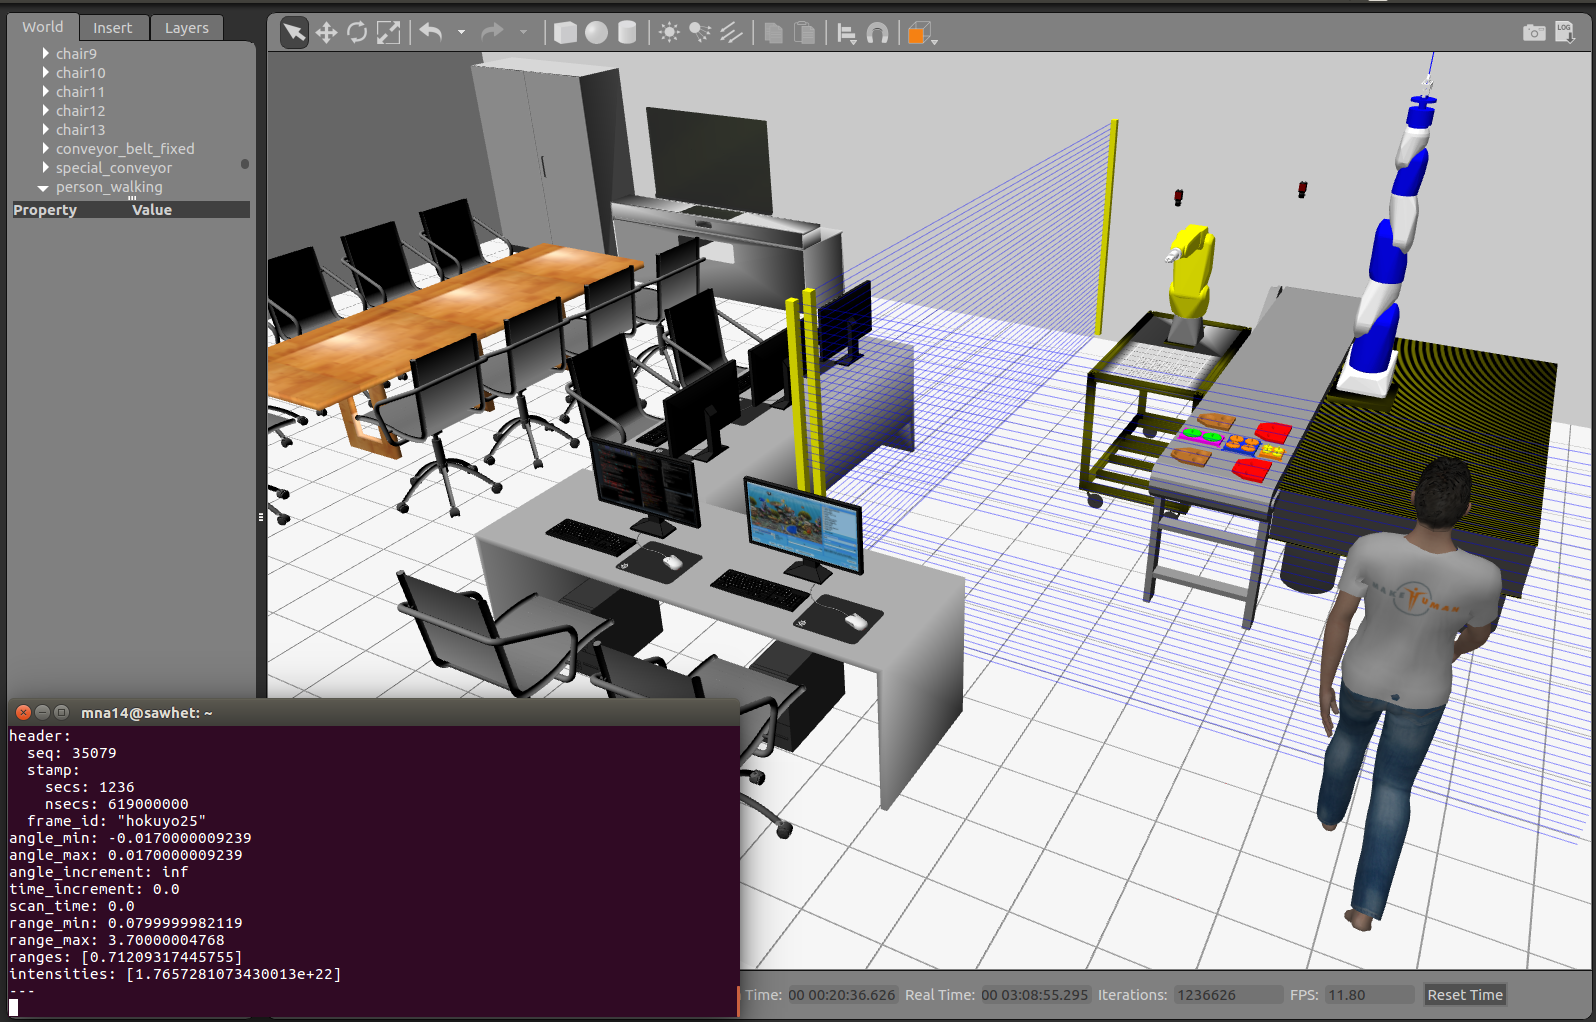 World Insert Layers
chair9
chair10
chair11
chair12
chair13
conveyor_belt_fixed
special_conveyor
person_walking
Property Value
LOG
mna14@sawhet: ~
header:
seq: 35079
stamp:
secs: 1236
nsecs: 619000000
frame_id: "hokuyo25"
angle_min: -0.0170000009239
angle_max: 0.0170000009239
angle_increment: inf
time_increment: 0.0
scan_time: 0.0
range_min: 0.0799999982119
range_max: 3.70000004768
ranges: [0.71209317445755]
intensities: [1.7657281073430013e+22]
---
Time: 00 00:20:36.626 Real Time: 00 03:08:55.295 Iterations: 1236626 FPS: 11.80 Reset Time